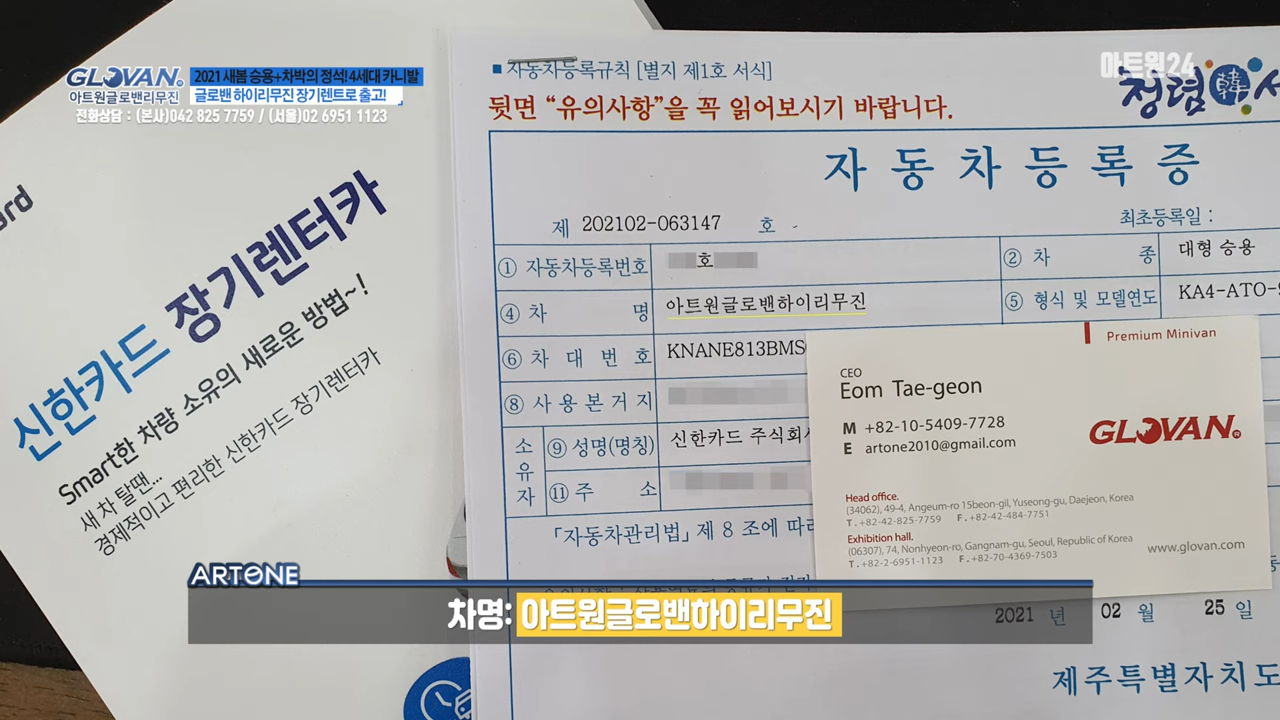 GLOVAN®
아트원글로밴리무진
2021 새봄 승용+차박의 정석! 4세대 카니발
글로밴 하이리무진 장기렌트로 출고!
전화상담 : (본사)042 825 7759 / (서울)02 6951 1123
아트원24
신한카드 장기렌터카
Smart한 차량 소유의 새로운 방법~!
새 차 탈땐...
경제적이고 편리한 신한카드 장기렌터카
■ 자동차등록규칙 [별지 제1호 서식]
청렴韓
뒷면 “유의사항”을 꼭 읽어보시기 바랍니다.
자동차등록증
제 202102-063147 호
최초등록일 :
① 자동차등록번호 호
② 차 종 대형 승용
④ 차 명 아트원글로밴하이리무진
⑤ 형식 및 모델연도 KA4-ATO-
⑥ 차대번호 KNANE813BMS
⑧ 사용본거지
소유자
⑨ 성명(명칭) 신한카드 주식회사
⑪ 주 소
「자동차관리법」 제 8 조에 따라
2021 년 02 월 25 일
제주특별자치도
Premium Minivan
CEO
Eom Tae-geon
M +82-10-5409-7728
E artone2010@gmail.com
GLOVAN®
Head office.
(34062), 49-4, Angeum-ro 15beon-gil, Yuseong-gu, Daejeon, Korea
T . +82-42-825-7759 F . +82-42-484-7751
Exhibition hall.
(06307), 74, Nonhyeon-ro, Gangnam-gu, Seoul, Republic of Korea
T . +82-2-6951-1123 F . +82-70-4369-7503
www.glovan.com
ARTONE
차명: 아트원글로밴하이리무진